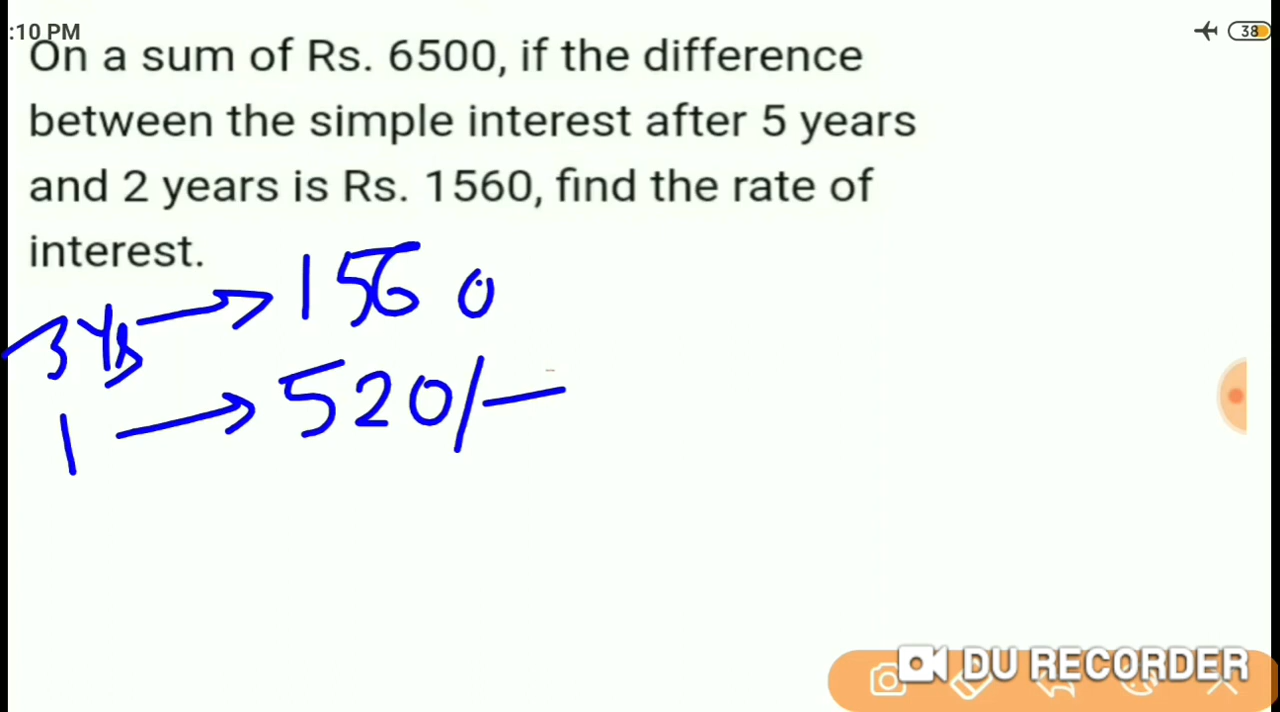 :10 PM
38
On a sum of Rs. 6500, if the difference
between the simple interest after 5 years
and 2 years is Rs. 1560, find the rate of
interest.
3 Yrs → 1560
1 → 520/-
DU RECORDER